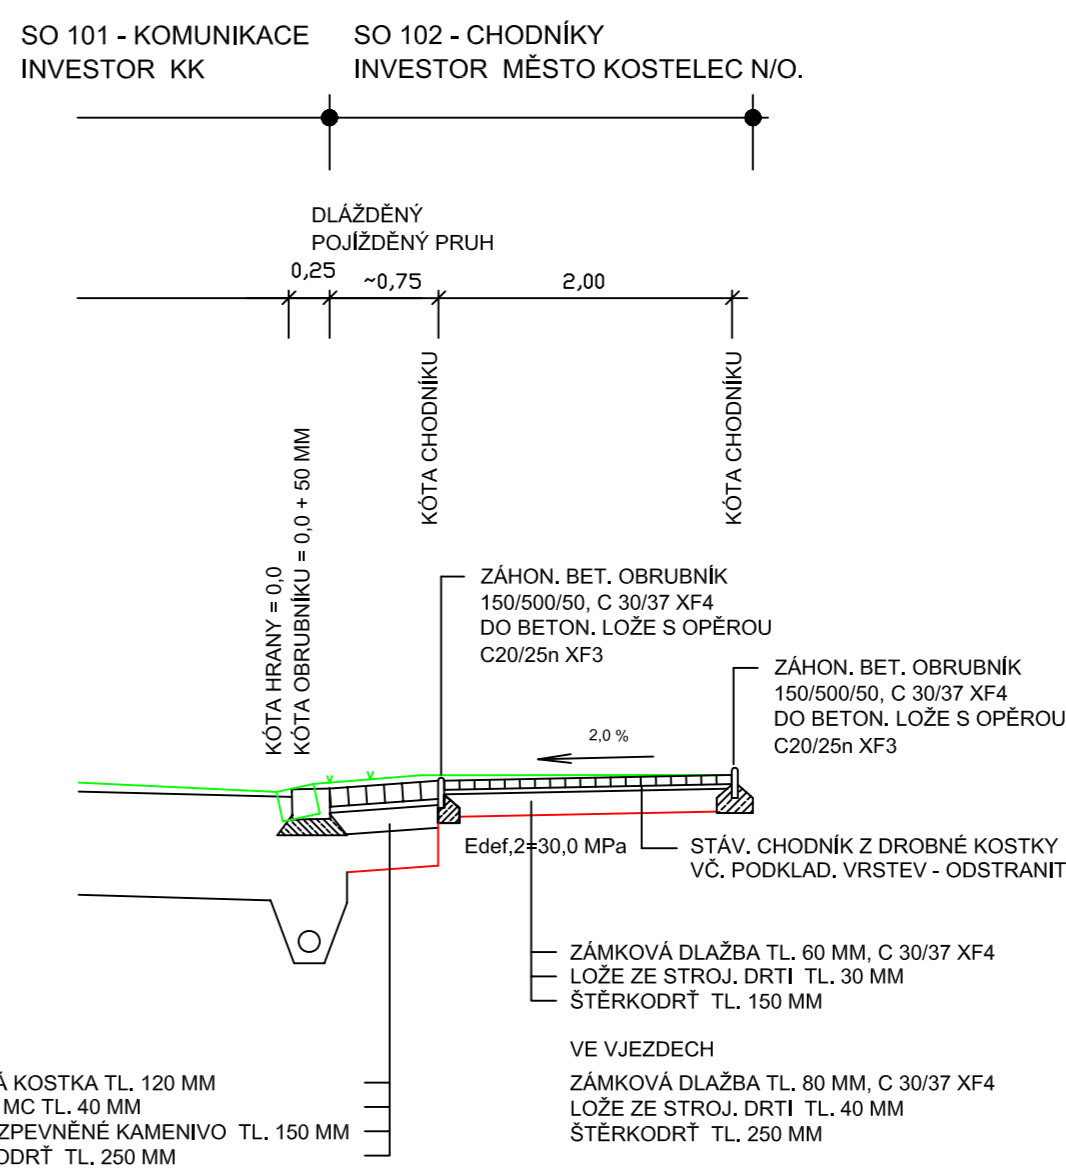 SO 101 - KOMUNIKACE
INVESTOR KK
SO 102 - CHODNÍKY
INVESTOR MĚSTO KOSTELEC N/O.
DLÁŽDĚNÝ
POJÍŽDĚNÝ PRUH
0,25
~0,75
2,00
KÓTA HRANY = 0,0
KÓTA OBRUBNÍKU = 0,0 + 50 MM
KÓTA CHODNÍKU
KÓTA CHODNÍKU
ZÁHON. BET. OBRUBNÍK
150/500/50, C 30/37 XF4
DO BETON. LOŽE S OPĚROU
C20/25n XF3
ZÁHON. BET. OBRUBNÍK
150/500/50, C 30/37 XF4
DO BETON. LOŽE S OPĚROU
C20/25n XF3
2,0 %
Edef,2=30,0 MPa
STÁV. CHODNÍK Z DROBNÉ KOSTKY
VČ. PODKLAD. VRSTEV - ODSTRANIT
ZÁMKOVÁ DLAŽBA TL. 60 MM, C 30/37 XF4
LOŽE ZE STROJ. DRTI TL. 30 MM
ŠTĚRKODRŤ TL. 150 MM
VE VJEZDECH
ZÁMKOVÁ DLAŽBA TL. 80 MM, C 30/37 XF4
LOŽE ZE STROJ. DRTI TL. 40 MM
ŠTĚRKODRŤ TL. 250 MM
Á KOSTKA TL. 120 MM
MC TL. 40 MM
ZPEVNĚNÉ KAMENIVO TL. 150 MM
ODRŤ TL. 250 MM